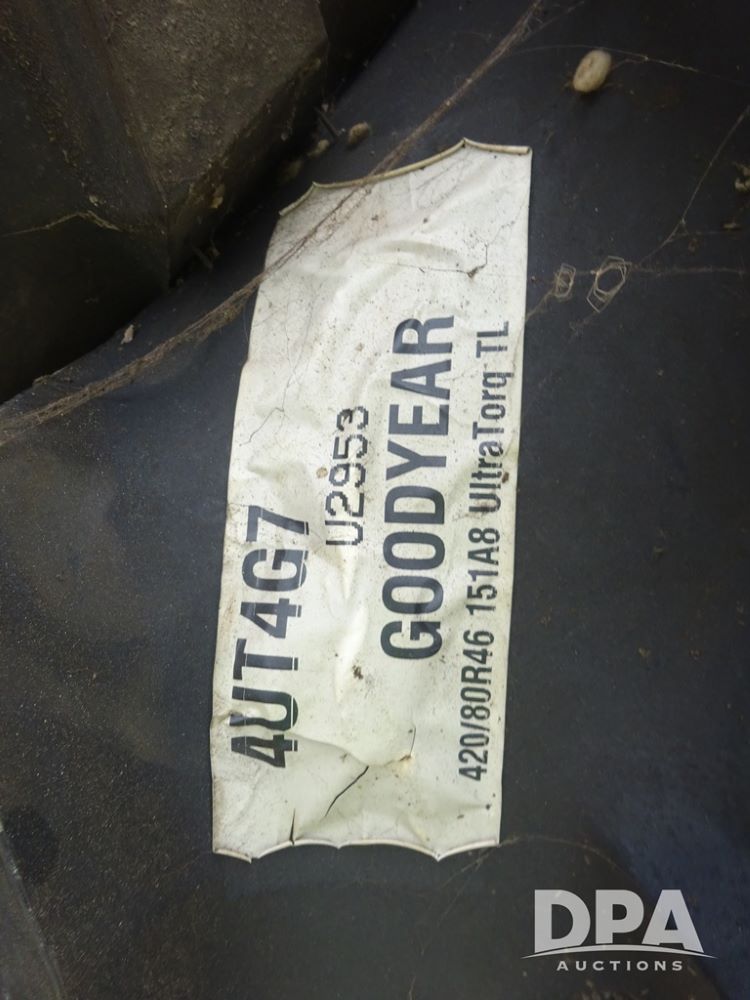 4UT4G7
U2953
GOODYEAR
420/80R46 151A8 UltraTorq TL
DPA
AUCTIONS